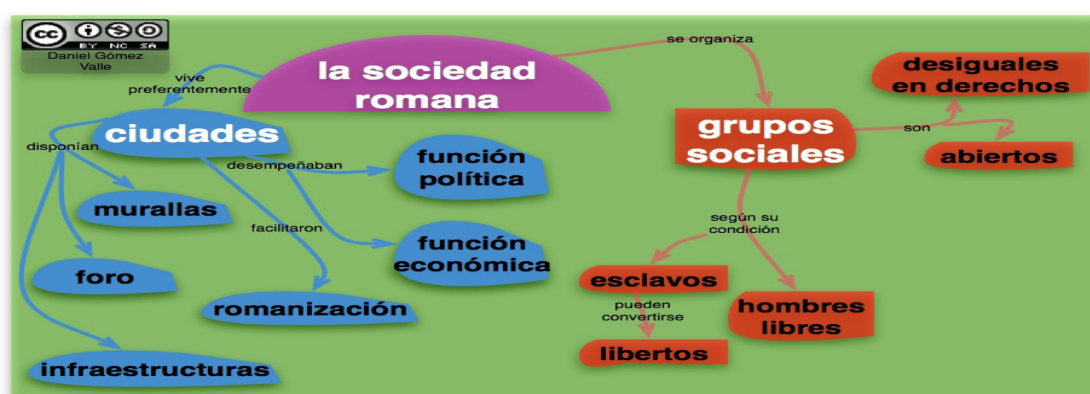 cc
BY NC SA
Daniel Gómez
Valle
la sociedad
romana
vive
preferentemente
ciudades
disponían
murallas
foro
infraestructuras
facilitaron
romanización
desempeñaban
función
política
función
económica
se organiza
grupos
sociales
son
desiguales
en derechos
abiertos
según su
condición
esclavos
pueden
convertirse
libertos
hombres
libres